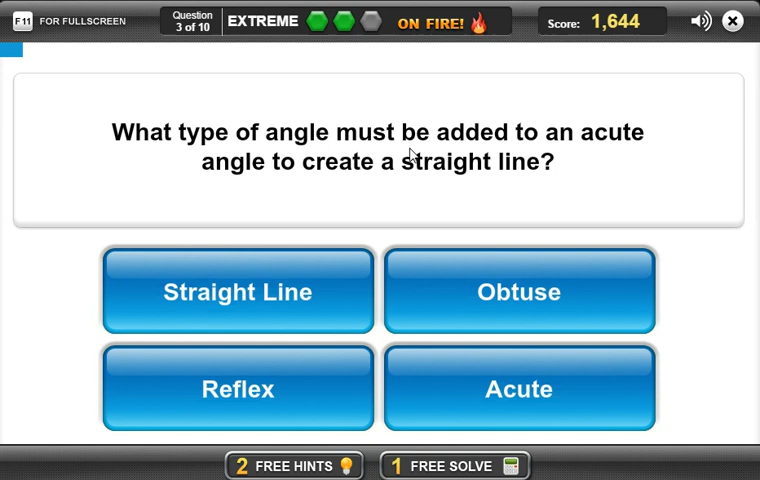 F11 FOR FULLSCREEN
Question
3 of 10
EXTREME
ON FIRE!
Score: 1,644
What type of angle must be added to an acute
angle to create a straight line?
Straight Line
Obtuse
Reflex
Acute
2 FREE HINTS
1 FREE SOLVE